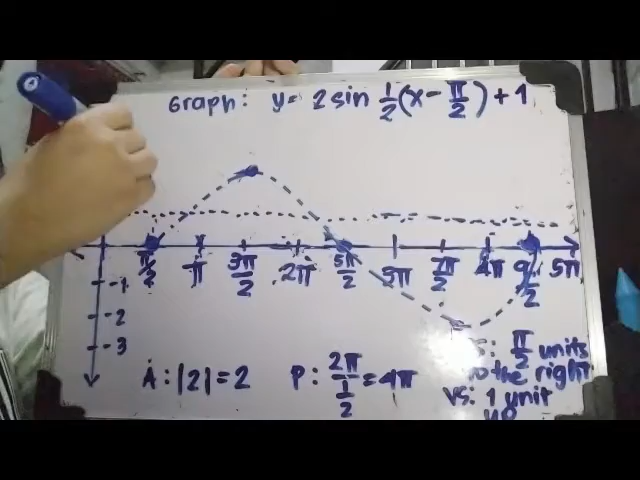 Graph: y = 2 sin 1/2 (x - π/2) + 1
π/2 π 3π/2 2π 5π/2 3π 7π/2 4π 9π/2 5π
-1
-2
-3
A: |2| = 2
P: 2π/(1/2) = 4π
: π/2 units
to the right
VS: 1 unit
up